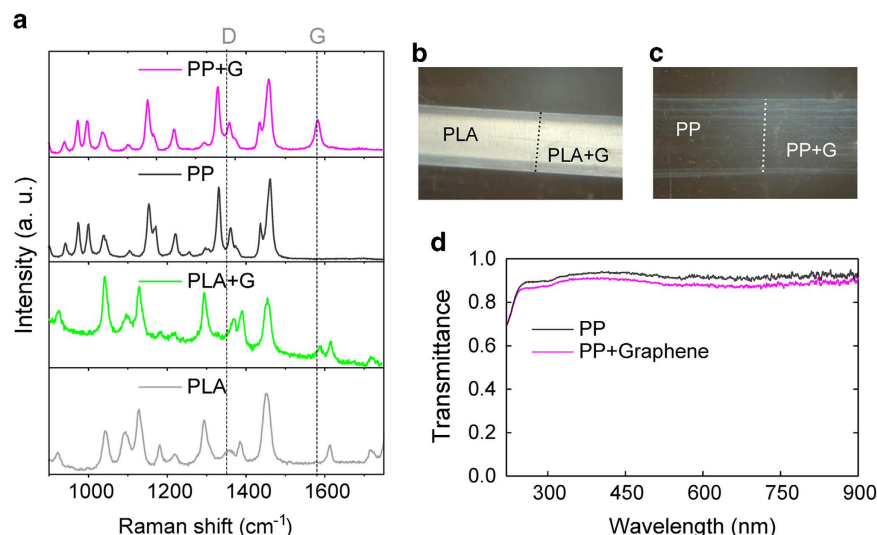 a
D G
PP+G
PP
PLA+G
PLA
Intensity (a. u.)
1000 1200 1400 1600
Raman shift (cm⁻¹)
b
PLA
PLA+G
c
PP
PP+G
d
1.0
0.8
0.6
0.4
0.2
0.0
PP
PP+Graphene
Transmittance
300 450 600 750 900
Wavelength (nm)